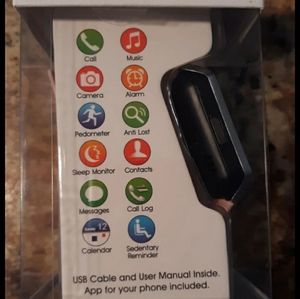 Call Music
Camera Alarm
Pedometer Anti Lost
Sleep Monitor Contacts
Messages Call Log
12
Calendar Sedentary
Reminder
USB Cable and User Manual Inside.
App for your phone included.